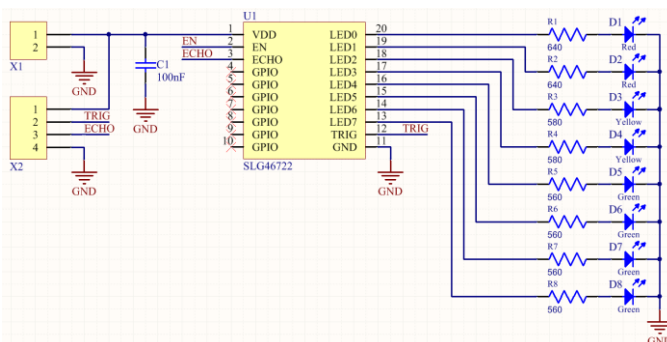 U1
1 VDD LED0 20
EN 2 EN LED1 19
ECHO 3 ECHO LED2 18
4 GPIO LED3 17
5 GPIO LED4 16
6 GPIO LED5 15
7 GPIO LED6 14
8 GPIO LED7 13
9 GPIO TRIG 12 TRIG
10 GPIO GND 11
SLG46722
GND
1
2
X1
GND
C1
100nF
GND
1
2 TRIG
3 ECHO
4
X2
GND
R1 D1
640 Red
R2 D2
640 Red
R3 D3
580 Yellow
R4 D4
580 Yellow
R5 D5
560 Green
R6 D6
560 Green
R7 D7
560 Green
R8 D8
560 Green
GND